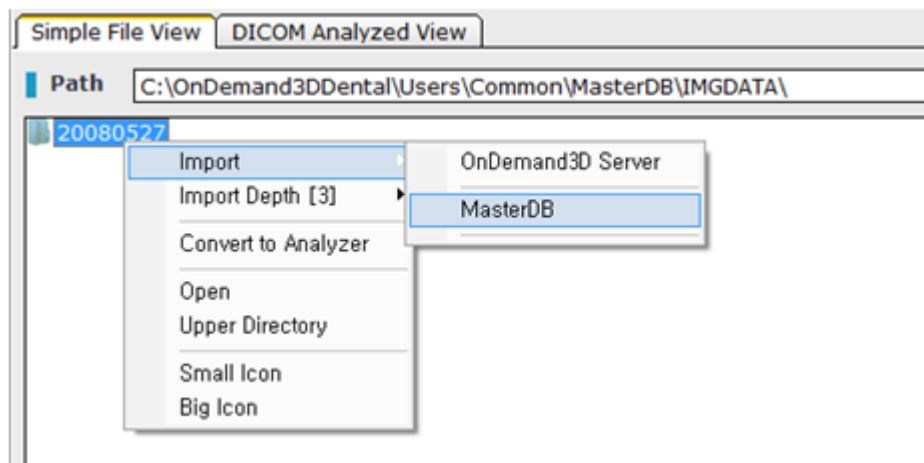 Simple File View DICOM Analyzed View
Path C:\OnDemand3DDental\Users\Common\MasterDB\IMGDATA\
20080527
Import
Import Depth [3]
Convert to Analyzer
Open
Upper Directory
Small Icon
Big Icon
OnDemand3D Server
MasterDB